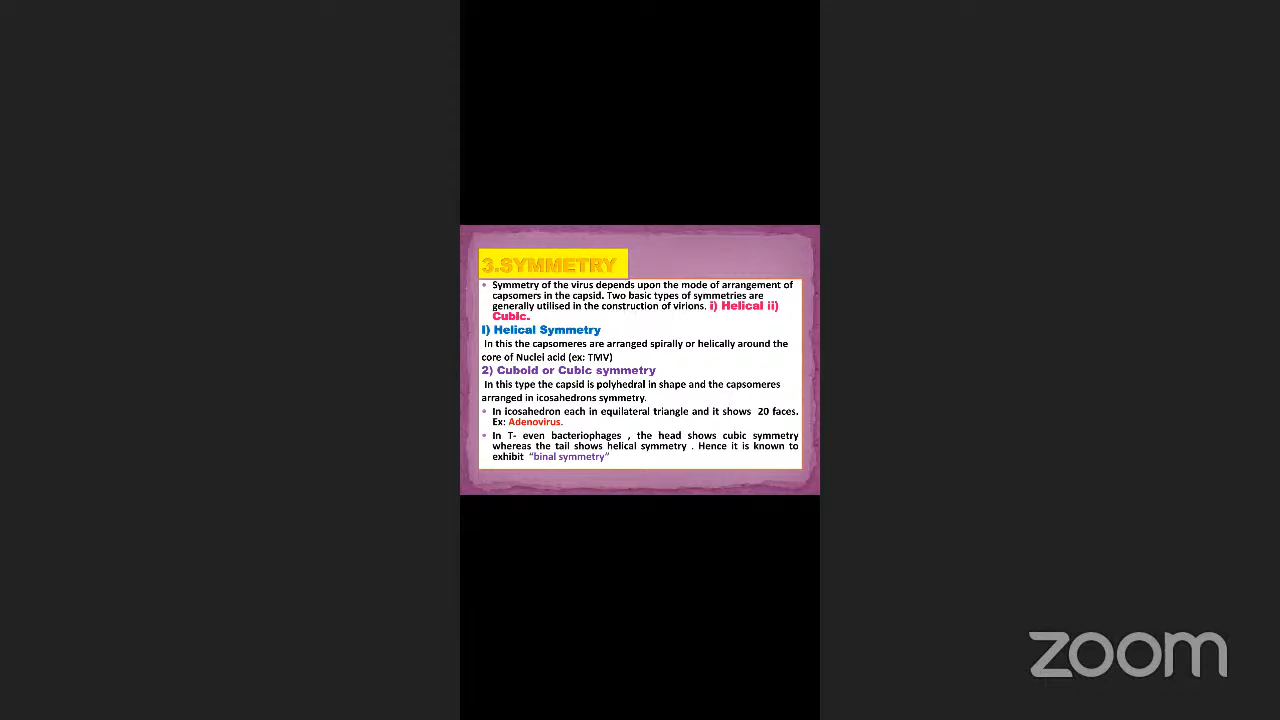 3.SYMMETRY
• Symmetry of the virus depends upon the mode of arrangement of
capsomers in the capsid. Two basic types of symmetries are
generally utilised in the construction of virions. i) Helical ii)
Cubic.
I) Helical Symmetry
In this the capsomeres are arranged spirally or helically around the
core of Nuclei acid (ex: TMV)
2) Cuboid or Cubic symmetry
In this type the capsid is polyhedral in shape and the capsomeres
arranged in icosahedrons symmetry.
• In icosahedron each in equilateral triangle and it shows 20 faces.
Ex: Adenovirus.
• In T- even bacteriophages , the head shows cubic symmetry
whereas the tail shows helical symmetry . Hence it is known to
exhibit “binal symmetry”
zoom